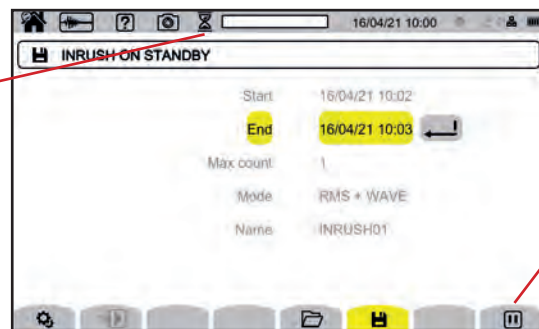 16/04/21 10:00
INRUSH ON STANDBY
Start 16/04/21 10:02
End 16/04/21 10:03
Max count 1
Mode RMS + WAVE
Name INRUSH01